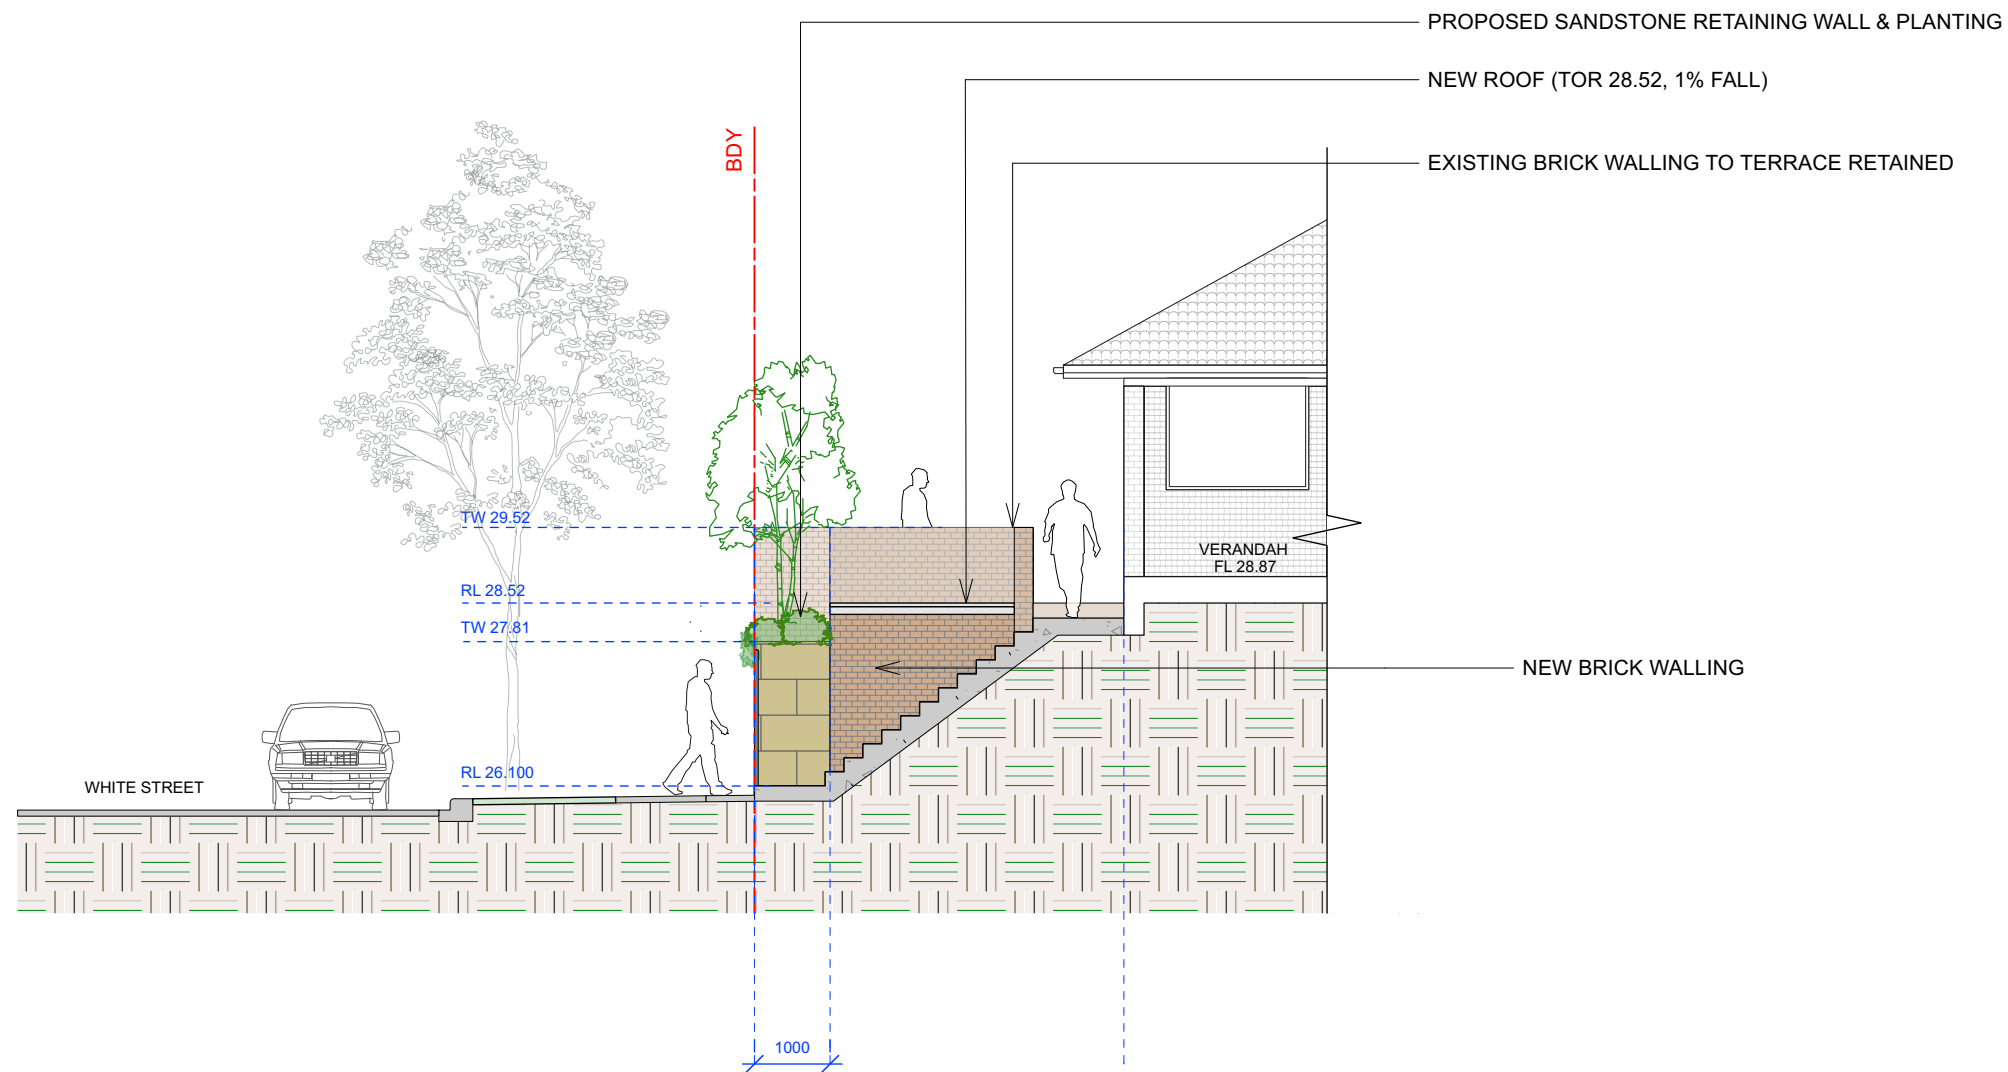 PROPOSED SANDSTONE RETAINING WALL & PLANTING
NEW ROOF (TOR 28.52, 1% FALL)
BDY
EXISTING BRICK WALLING TO TERRACE RETAINED
TW 29.52
VERANDAH
FL 28.87
RL 28.52
TW 27.81
NEW BRICK WALLING
RL 26.100
WHITE STREET
1000